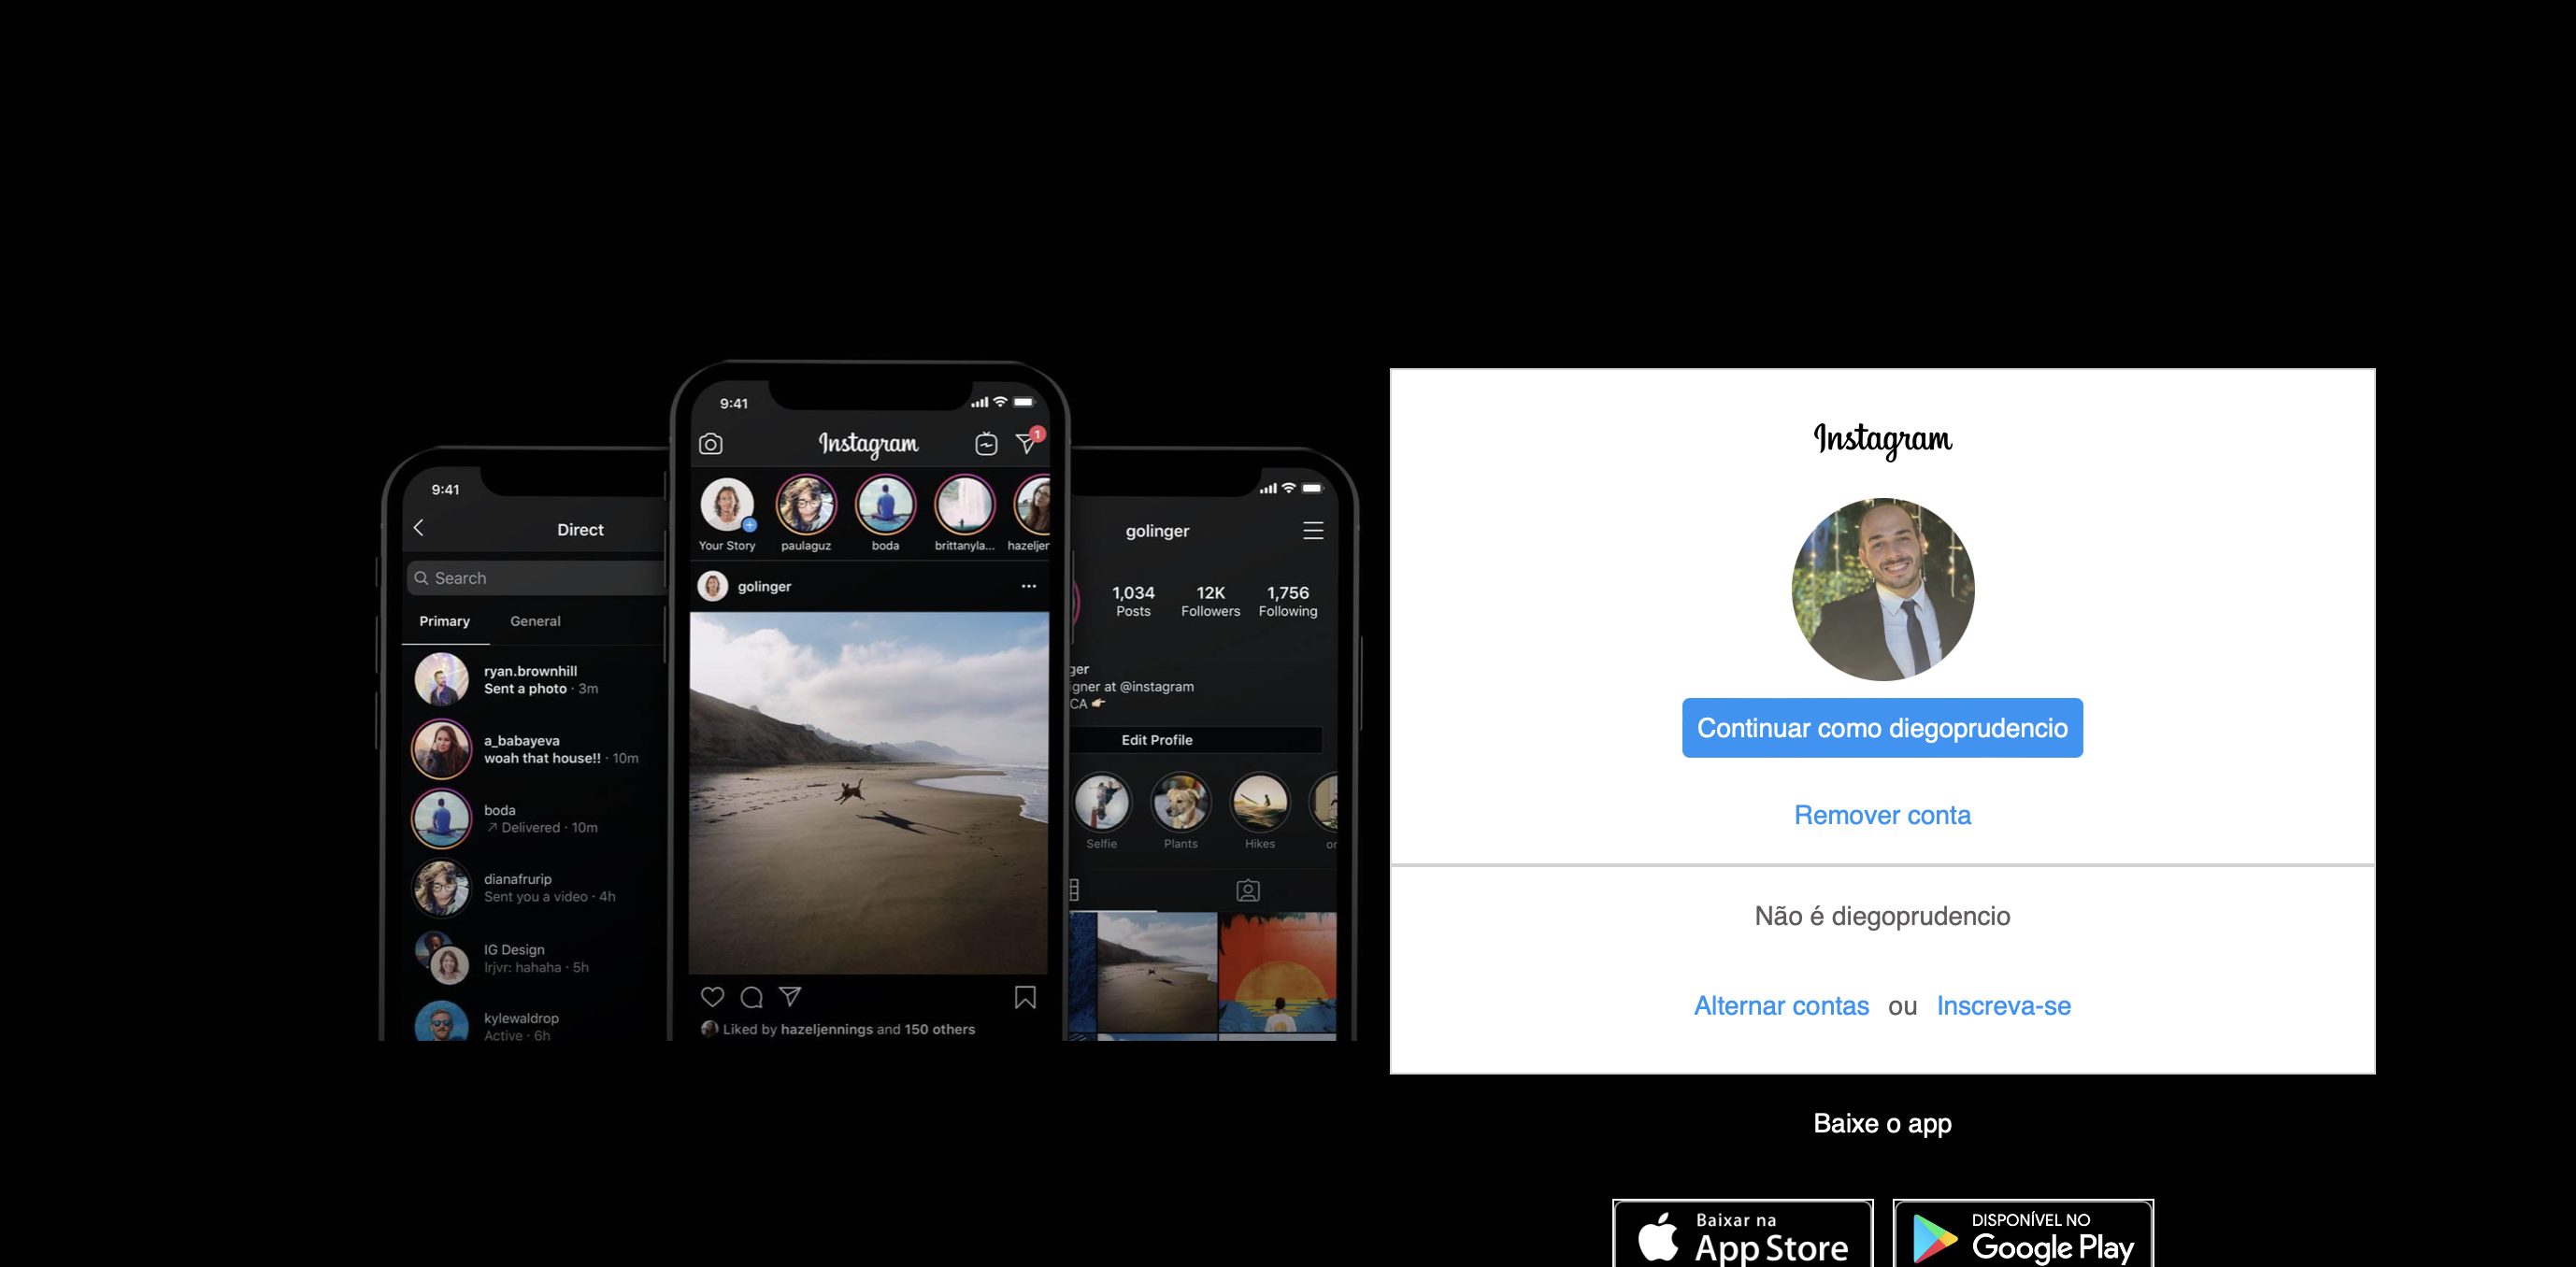 9:41
Direct
Search
Primary
General
ryan.brownhill
Sent a photo · 3m
a_babayeva
woah that house!! · 10m
boda
Delivered · 10m
dianafrurip
Sent you a video · 4h
IG Design
lrjvr: hahaha · 5h
kylewaldrop
Active · 6h
9:41
Instagram
1
Your Story
paulaguz
boda
brittanyla...
hazeljer
golinger
Liked by hazeljennings and 150 others
golinger
1,034
12K
1,756
Posts
Followers
Following
ger
gner at @instagram
CA
Edit Profile
Selfie
Plants
Hikes
or
Instagram
Continuar como diegoprudencio
Remover conta
Não é diegoprudencio
Alternar contas ou Inscreva-se
Baixe o app
Baixar na
App Store
DISPONÍVEL NO
Google Play